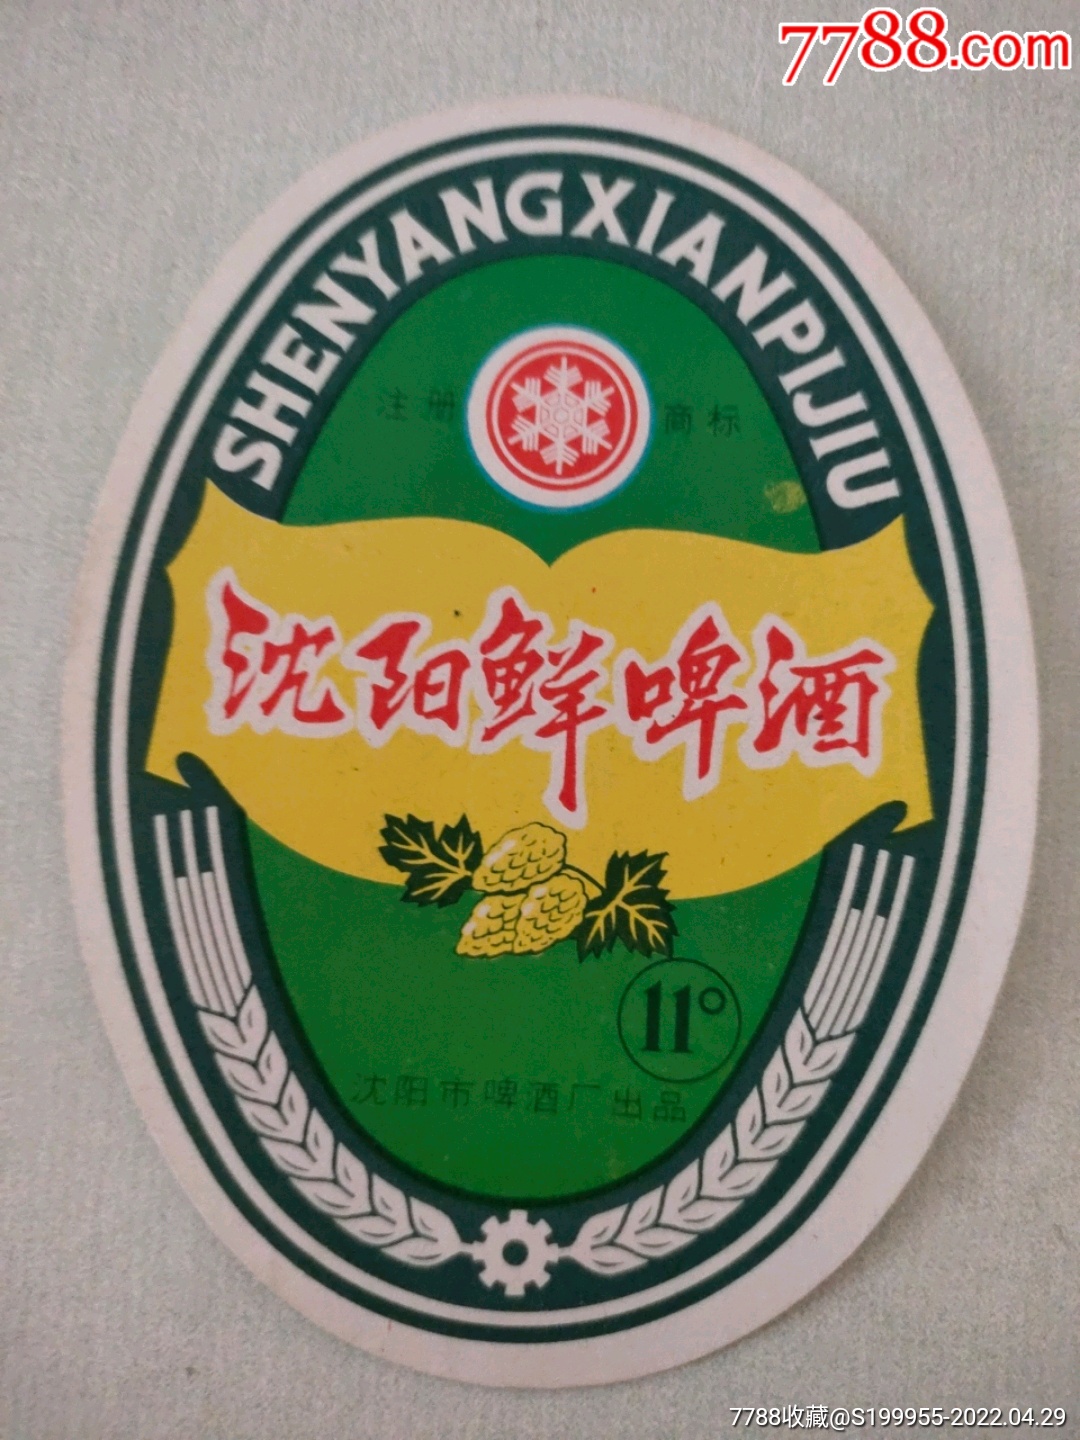 7788.com
SHENYANGXIANPIJIU
注册 商标
沈阳鲜啤酒
11°
沈阳市啤酒厂出品
7788收藏@S199955-2022.04.29